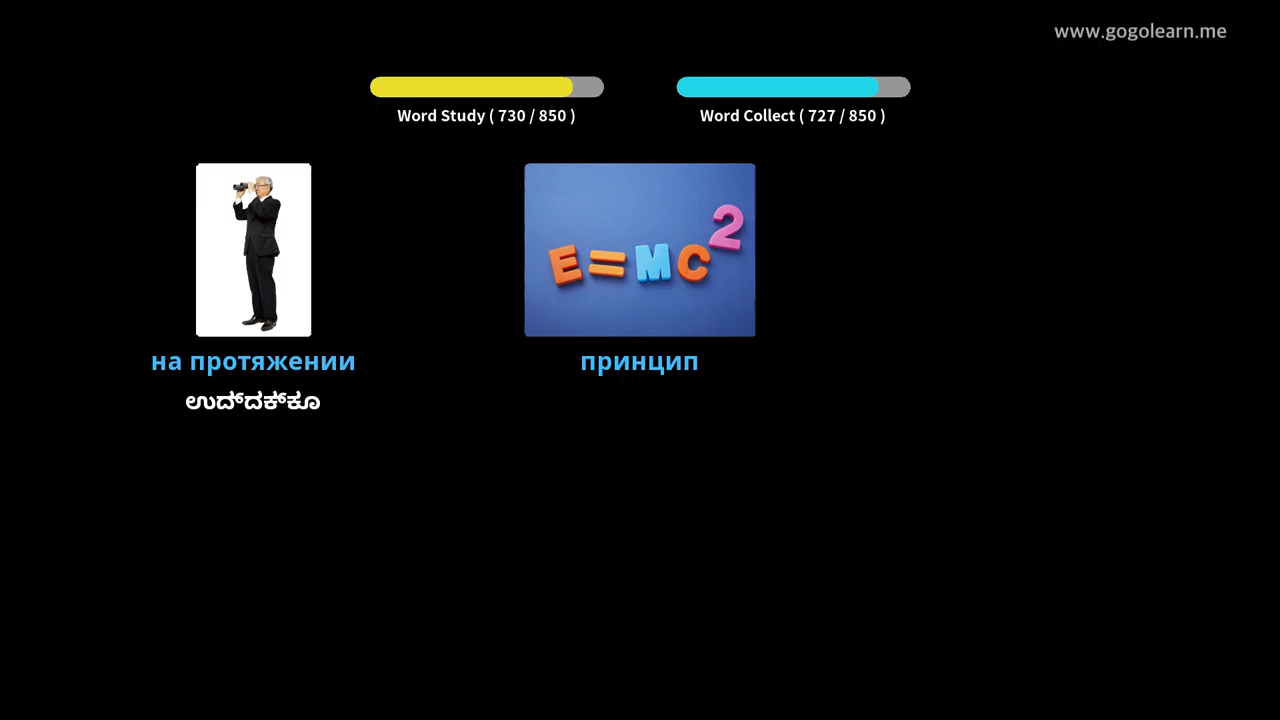 www.gogolearn.me
Word Study ( 730 / 850 )
Word Collect ( 727 / 850 )
E=MC²
на протяжении
принцип
ಉದ್ದಕ್ಕೂ